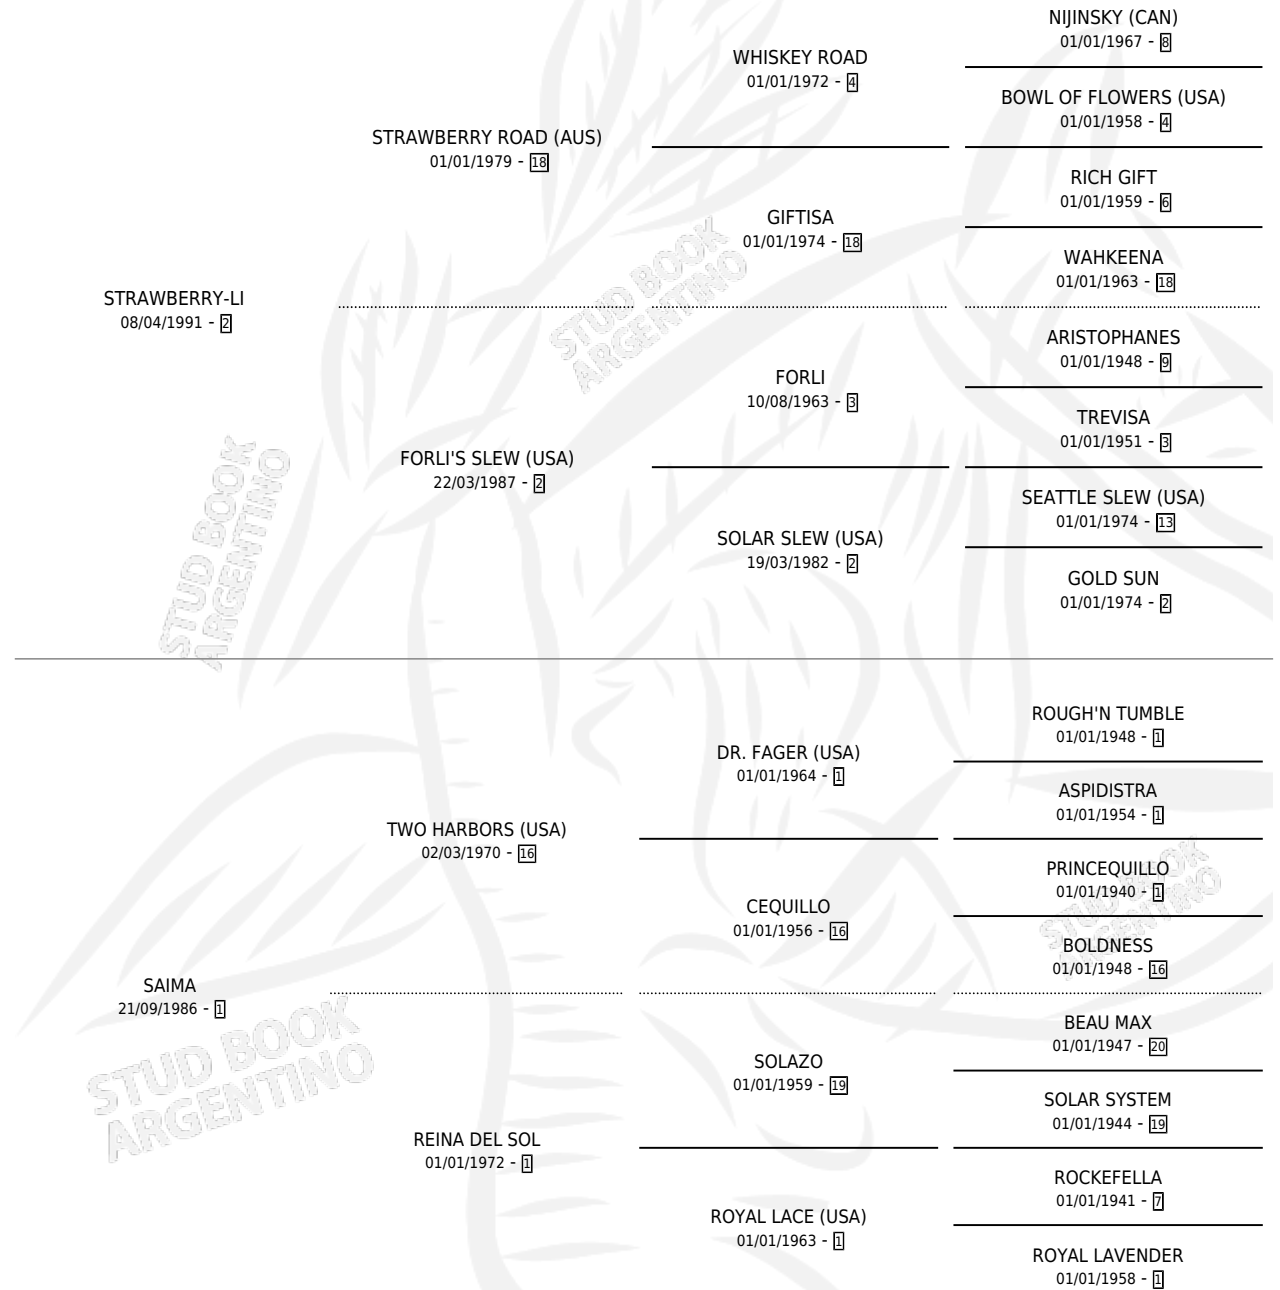 NIJINSKY (CAN)
01/01/1967 - 8
WHISKEY ROAD
01/01/1972 - 4
BOWL OF FLOWERS (USA)
01/01/1958 - 4
STRAWBERRY ROAD (AUS)
01/01/1979 - 18
RICH GIFT
01/01/1959 - 6
GIFTISA
01/01/1974 - 18
WAHKEENA
01/01/1963 - 18
STRAWBERRY-LI
08/04/1991 - 2
ARISTOPHANES
01/01/1948 - 9
FORLI
10/08/1963 - 3
TREVISA
01/01/1951 - 3
FORLI'S SLEW (USA)
22/03/1987 - 2
SEATTLE SLEW (USA)
01/01/1974 - 13
SOLAR SLEW (USA)
19/03/1982 - 2
GOLD SUN
01/01/1974 - 2
STUD BOOK
ARGENTINO
STUD BOOK
ARGENTINO
ROUGH'N TUMBLE
01/01/1948 - 1
DR. FAGER (USA)
01/01/1964 - 1
ASPIDISTRA
01/01/1954 - 1
TWO HARBORS (USA)
02/03/1970 - 16
PRINCEQUILLO
01/01/1940 - 1
CEQUILLO
01/01/1956 - 16
BOLDNESS
01/01/1948 - 16
STUD BOOK
ARGENTINO
SAIMA
21/09/1986 - 1
BEAU MAX
01/01/1947 - 20
SOLAZO
01/01/1959 - 19
SOLAR SYSTEM
01/01/1944 - 19
STUD BOOK
ARGENTINO
REINA DEL SOL
01/01/1972 - 1
ROCKEFELLA
01/01/1941 - 7
ROYAL LACE (USA)
01/01/1963 - 1
ROYAL LAVENDER
01/01/1958 - 1